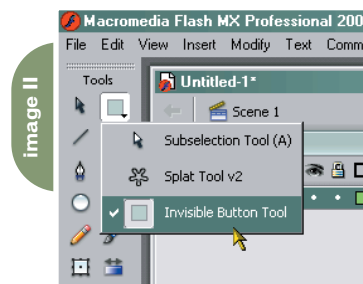 Macromedia Flash MX Professional 200
File Edit View Insert Modify Text Comm
Tools
Untitled-1*
Scene 1
image II
Subselection Tool (A)
Splat Tool v2
Invisible Button Tool